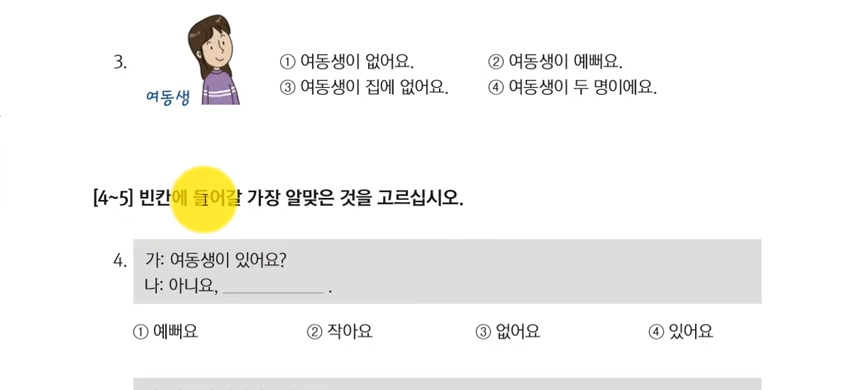 3.
① 여동생이 없어요. ② 여동생이 예뻐요.
여동생 ③ 여동생이 집에 없어요. ④ 여동생이 두 명이에요.
[4~5] 빈칸에 들어갈 가장 알맞은 것을 고르십시오.
4. 가: 여동생이 있어요?
나: 아니요, __________ .
① 예뻐요 ② 작아요 ③ 없어요 ④ 있어요